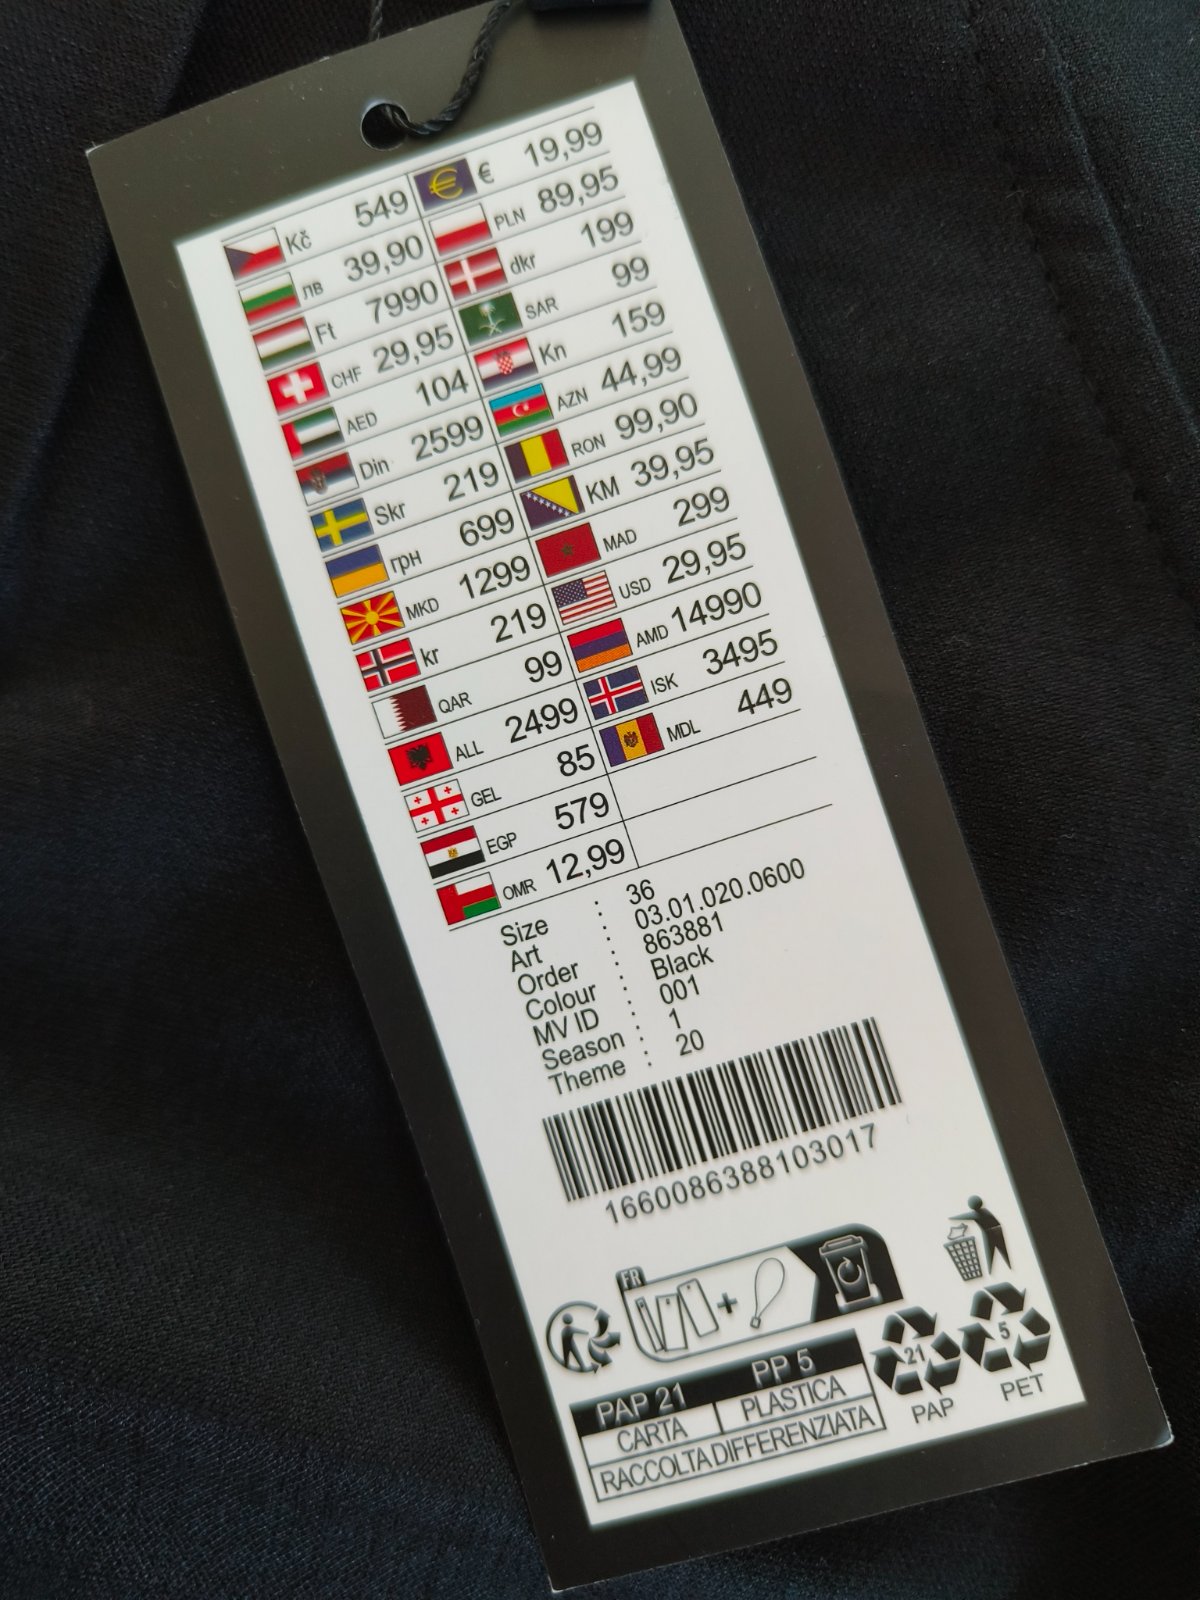 Kč 549 € € 19,99
лв 39,90 PLN 89,95
Ft 7990 dkr 199
CHF 29,95 SAR 99
AED 104 Kn 159
Din 2599 AZN 44,99
Skr 219 RON 99,90
грн 699 KM 39,95
MKD 1299 MAD 299
kr 219 USD 29,95
QAR 99 AMD 14990
ALL 2499 ISK 3495
GEL 85 MDL 449
EGP 579
OMR 12,99
Size : 36
Art : 03.01.020.0600
Order : 863881
Colour : Black
MV ID : 001
Season : 1
Theme : 20
1660086388103017
FR
+
PAP 21 PP 5
CARTA PLASTICA
RACCOLTA DIFFERENZIATA
21 5
PAP PET